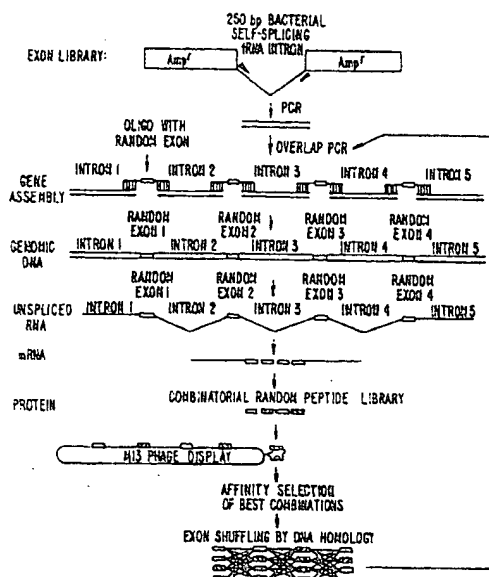 250 bp BACTERIAL
SELF-SPLICING
tRNA INTRON
EXON LIBRARY:
Ampr Ampr
PCR
OLIGO WITH
RANDOM EXON
OVERLAP PCR
INTRON 1 INTRON 2 INTRON 3 INTRON 4 INTRON 5
GENE
ASSEMBLY
RANDOM EXON 1 RANDOM EXON 2 RANDOM EXON 3 RANDOM EXON 4
GENOMIC
DNA
INTRON 1 INTRON 2 INTRON 3 INTRON 4 INTRON 5
RANDOM EXON 1 RANDOM EXON 2 RANDOM EXON 3 RANDOM EXON 4
UNSPLICED
RNA
INTRON 1 INTRON 2 INTRON 3 INTRON 4 INTRON 5
mRNA
COMBINATORIAL RANDOM PEPTIDE LIBRARY
PROTEIN
M13 PHAGE DISPLAY
AFFINITY SELECTION
OF BEST COMBINATIONS
EXON SHUFFLING BY DNA HOMOLOGY